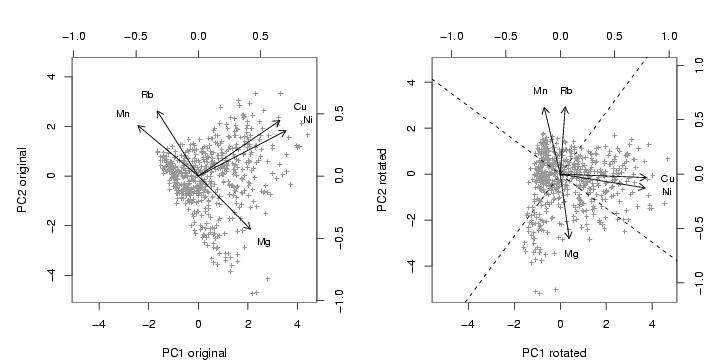 −1.0 0.0 0.5
−1.0 −0.5 0.0 0.5 1.0
PC2 original
4
2
0
−2
−4
Rb
Mn
Cu
Ni
Mg
0.5
0.0
−0.5
−1.0
−4 −2 0 2 4
PC1 original
PC2 rotated
4
2
0
−2
−4
Mn Rb
Cu
Ni
Mg
1.0
0.5
0.0
−0.5
−1.0
−4 −2 0 2 4
PC1 rotated